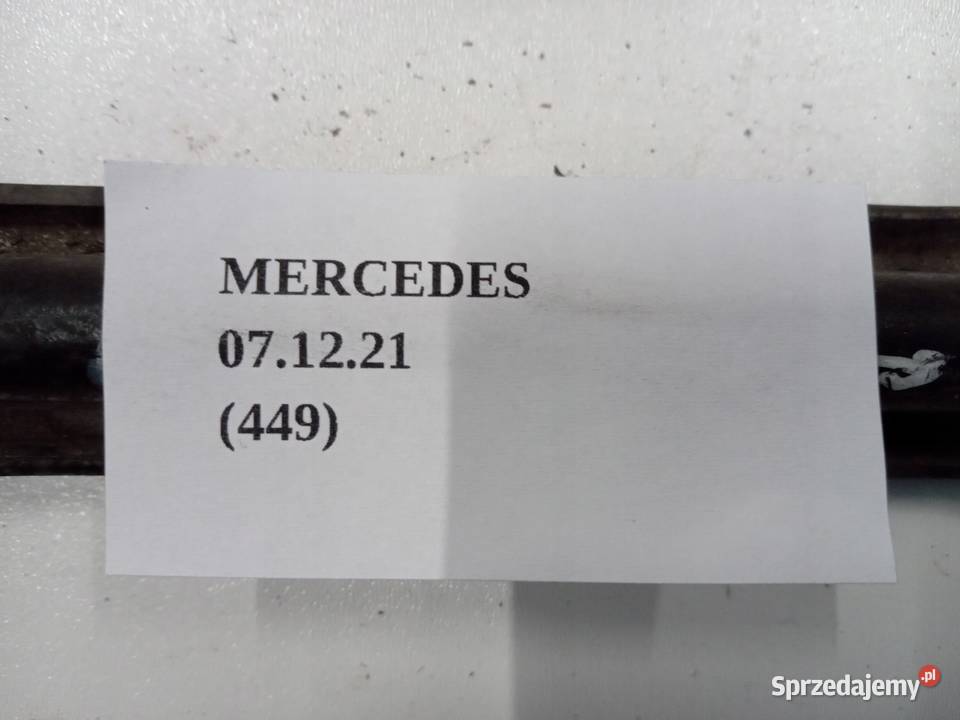 MERCEDES
07.12.21
(449)
Sprzedajemy.pl